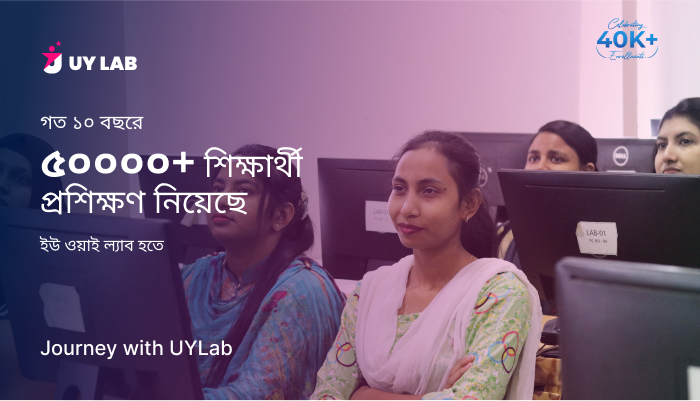 UY LAB
Celebrating
40K+
Enrollments
গত ১০ বছরে
৫০০০০+ শিক্ষার্থী
প্রশিক্ষণ নিয়েছে
ইউ ওয়াই ল্যাব হতে
Journey with UYLab
DELL
LAB-01